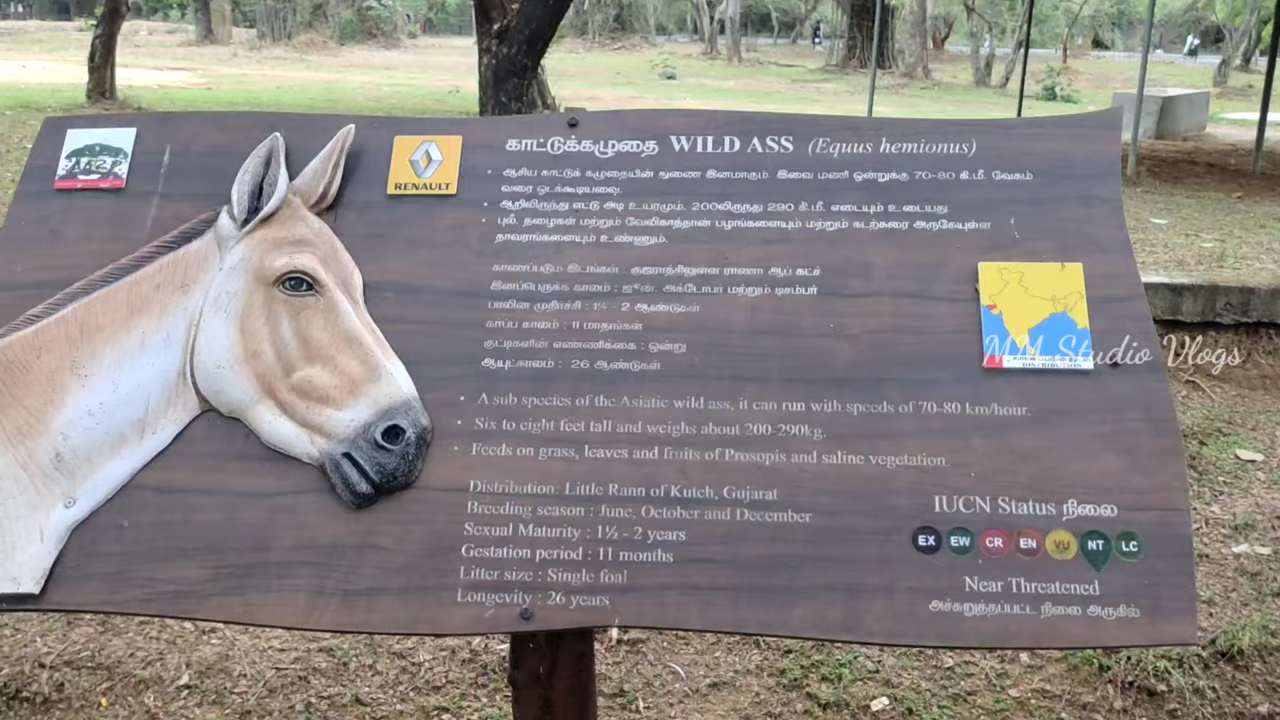 RENAULT
காட்டுக்கழுதை WILD ASS (Equus hemionus)
• ஆசிய காட்டுக் கழுதையின் துணை இனமாகும். இவை மணி ஒன்றுக்கு 70-80 கி.மீ. வேகம்
வரை ஓடக்கூடியவை.
• ஆறிலிருந்து எட்டு அடி உயரமும், 200லிருந்து 290 கி.மீ. எடையும் உடையது
• புல், தழைகள் மற்றும் வேலிகாத்தான் பழங்களையும் மற்றும் கடற்கரை அருகேயுள்ள
தாவரங்களையும் உண்ணும்.
காணப்படும் இடங்கள் : குஜராத்திலுள்ள ராணா ஆப் கட்ச்
இனப்பெருக்க காலம் : ஜூன், அக்டோபர் மற்றும் டிசம்பர்
பாலின முதிர்ச்சி : 1½ - 2 ஆண்டுகள்
கர்ப்ப காலம் : 11 மாதங்கள்
குட்டிகளின் எண்ணிக்கை : ஒன்று
ஆயுட்காலம் : 26 ஆண்டுகள்
• A sub species of the Asiatic wild ass, it can run with speeds of 70-80 km/hour.
• Six to eight feet tall and weighs about 200-290kg.
• Feeds on grass, leaves and fruits of Prosopis and saline vegetation.
Distribution: Little Rann of Kutch, Gujarat
Breeding season : June, October and December
Sexual Maturity : 1½ - 2 years
Gestation period : 11 months
Litter size : Single foal
Longevity : 26 years
DISTRIBUTION
MM Studio Vlogs
IUCN Status நிலை
EX EW CR EN VU NT LC
Near Threatened
அச்சுறுத்தப்பட்ட நிலை அருகில்